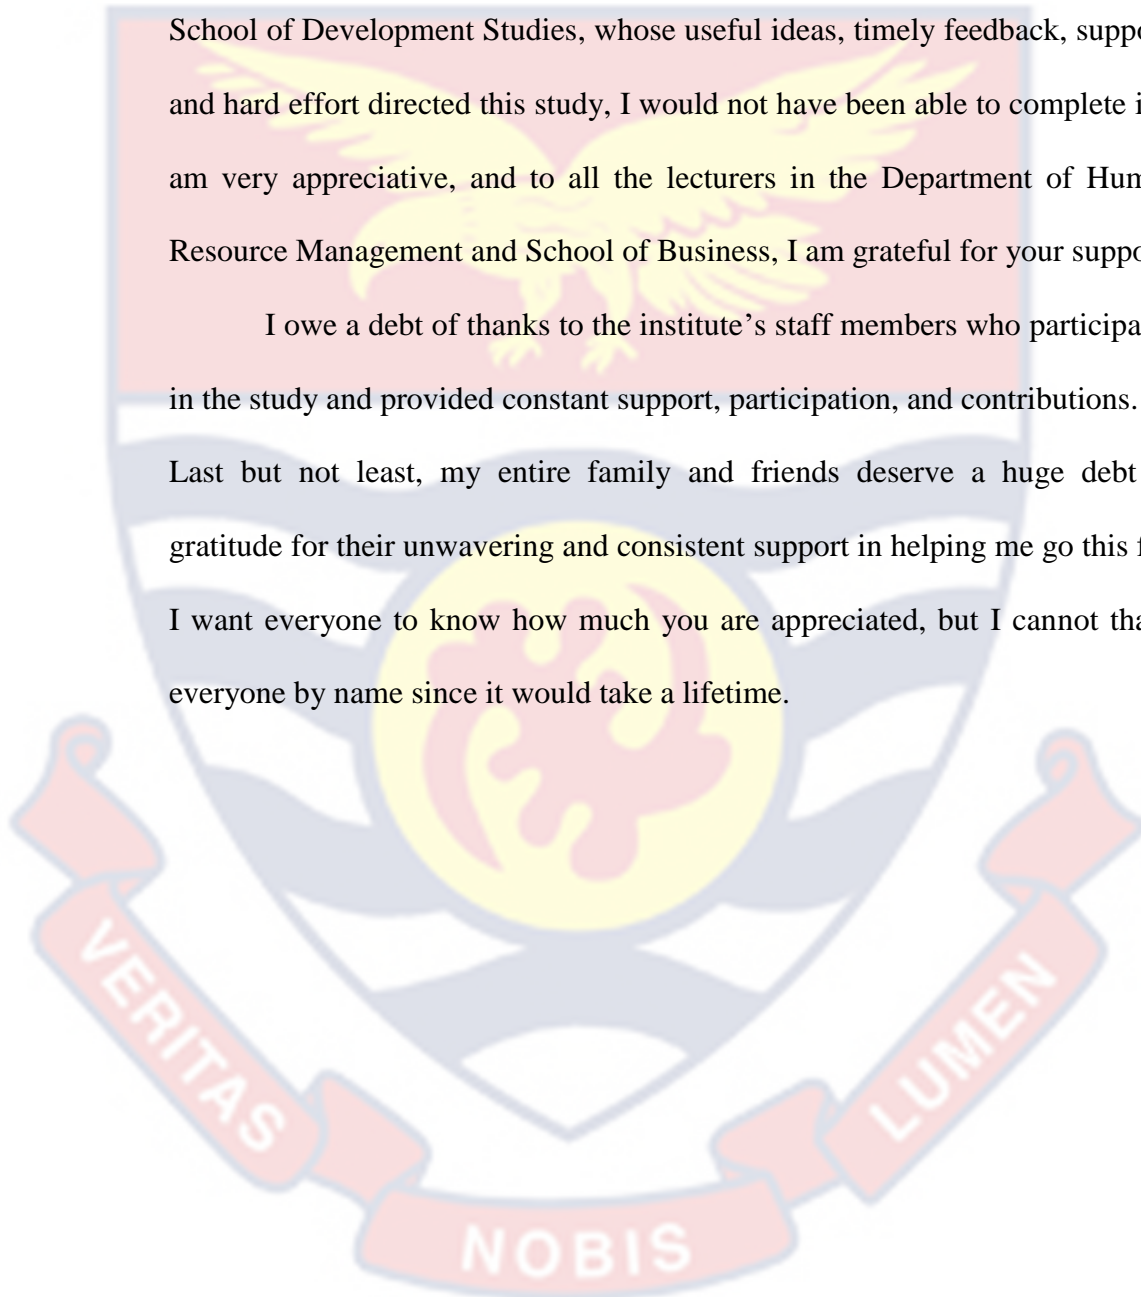 School of Development Studies, whose useful ideas, timely feedback, suppo
and hard effort directed this study, I would not have been able to complete i
am very appreciative, and to all the lecturers in the Department of Hum
Resource Management and School of Business, I am grateful for your suppo
I owe a debt of thanks to the institute’s staff members who participa
in the study and provided constant support, participation, and contributions.
Last but not least, my entire family and friends deserve a huge debt
gratitude for their unwavering and consistent support in helping me go this f
I want everyone to know how much you are appreciated, but I cannot tha
everyone by name since it would take a lifetime.
VERITAS
NOBIS
LUMEN